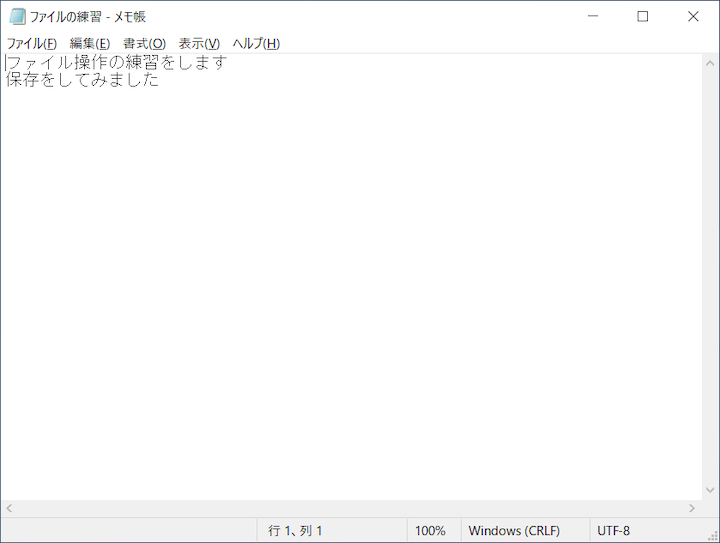 ファイルの練習 - メモ帳
ファイル(F) 編集(E) 書式(O) 表示(V) ヘルプ(H)
ファイル操作の練習をします
保存をしてみました
行 1、列 1 100% Windows (CRLF) UTF-8